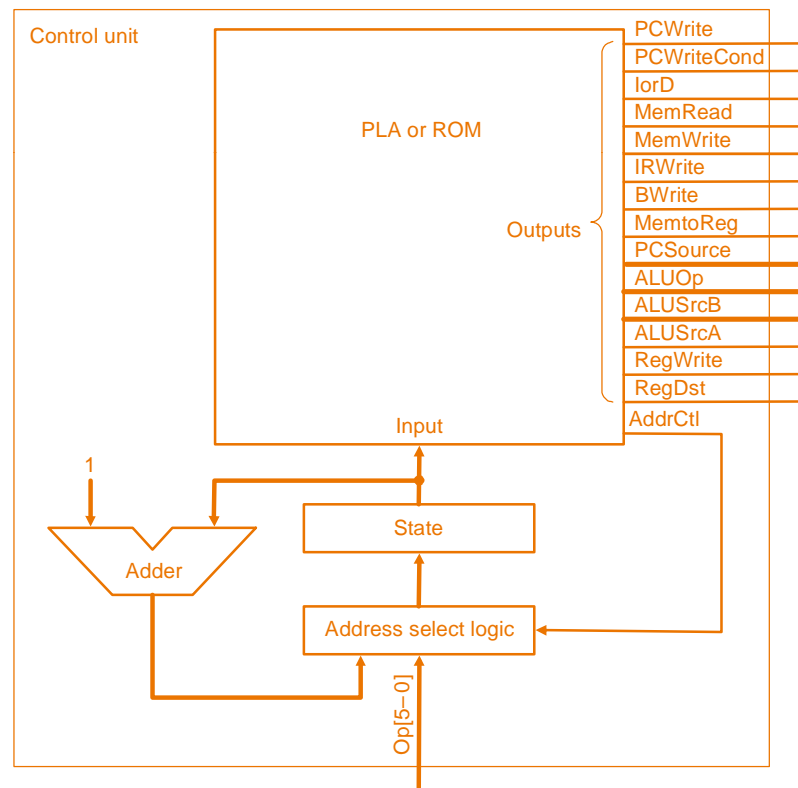 Control unit
PLA or ROM
Outputs
Input
PCWrite
PCWriteCond
IorD
MemRead
MemWrite
IRWrite
BWrite
MemtoReg
PCSource
ALUOp
ALUSrcB
ALUSrcA
RegWrite
RegDst
AddrCtl
1
State
Adder
Address select logic
Op[5–0]